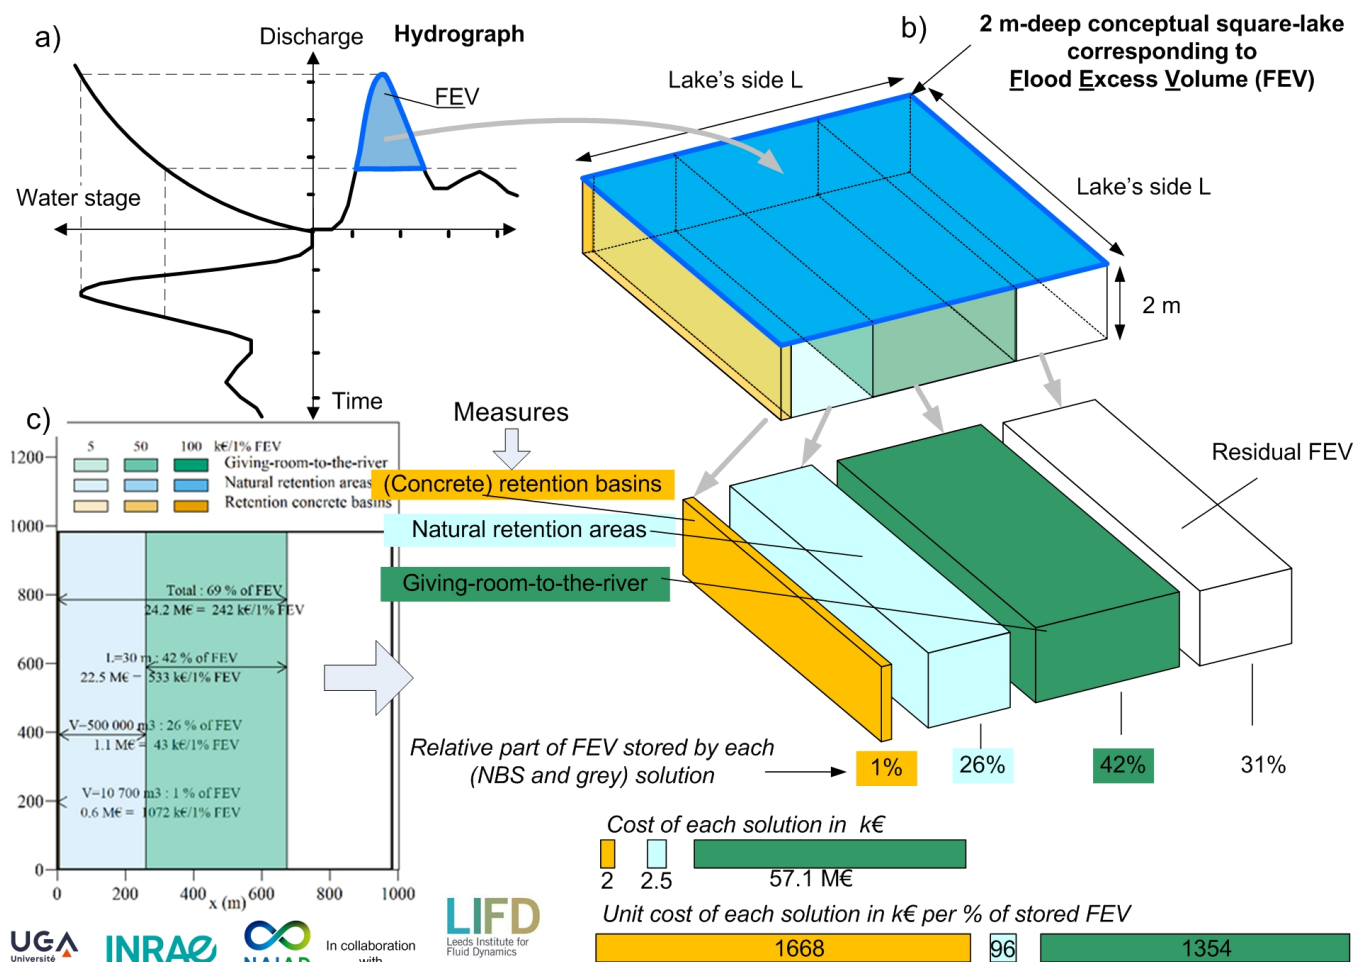 a)
Discharge
Hydrograph
FEV
Water stage
Time
b)
2 m-deep conceptual square-lake
corresponding to
Flood Excess Volume (FEV)
Lake's side L
Lake's side L
2 m
c)
5 50 100 k€/1% FEV
Giving-room-to-the-river
Natural retention areas
Retention concrete basins
1200
1000
800
600
400
200
0
0 200 400 600 800 1000
x (m)
Total : 69 % of FEV
24.2 M€ = 242 k€/1% FEV
L=30 m : 42 % of FEV
22.5 M€ = 533 k€/1% FEV
V=500 000 m3 : 26 % of FEV
1.1 M€ = 43 k€/1% FEV
V=10 700 m3 : 1 % of FEV
0.6 M€ = 1072 k€/1% FEV
Measures
(Concrete) retention basins
Natural retention areas
Giving-room-to-the-river
Residual FEV
Relative part of FEV stored by each
(NBS and grey) solution
1%
26%
42%
31%
Cost of each solution in k€
2
2.5
57.1 M€
Unit cost of each solution in k€ per % of stored FEV
1668
96
1354
UGA
Université
INRAE
NAIAD
In collaboration
with
LIFD
Leeds Institute for
Fluid Dynamics